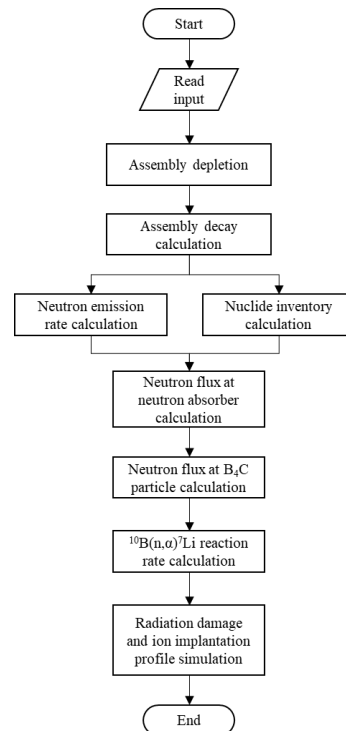 Start
Read
input
Assembly depletion
Assembly decay
calculation
Neutron emission
rate calculation
Nuclide inventory
calculation
Neutron flux at
neutron absorber
calculation
Neutron flux at B₄C
particle calculation
¹⁰B(n,α)⁷Li reaction
rate calculation
Radiation damage
and ion implantation
profile simulation
End